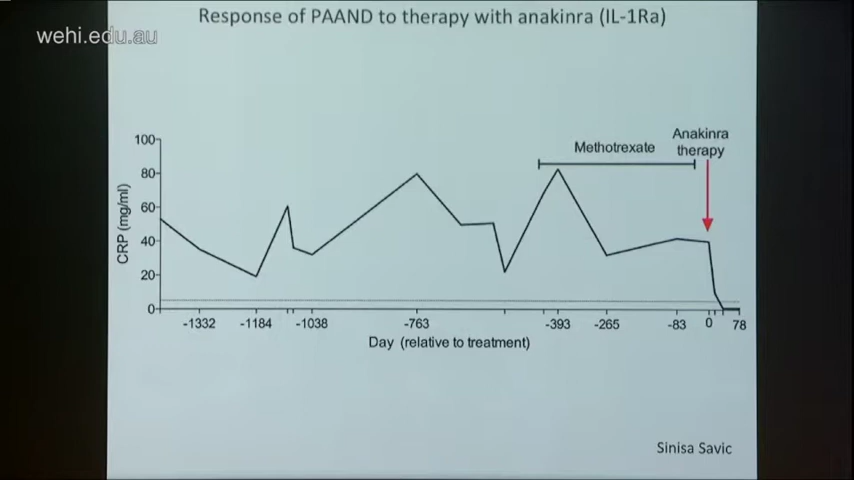 Response of PAAND to therapy with anakinra (IL-1Ra)
wehi.edu.au
Anakinra
therapy
Methotrexate
100
80
60
40
20
0
CRP (mg/ml)
-1332 -1184 -1038 -763 -393 -265 -83 0 78
Day (relative to treatment)
Sinisa Savic